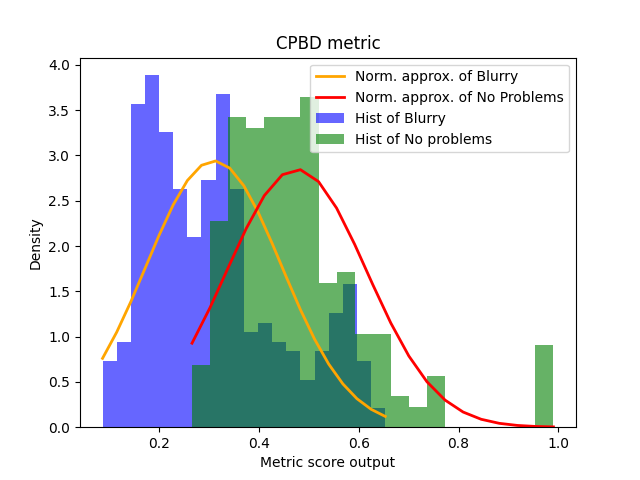 CPBD metric
Norm. approx. of Blurry
Norm. approx. of No Problems
Hist of Blurry
Hist of No problems
4.0
3.5
3.0
2.5
2.0
1.5
1.0
0.5
0.0
Density
0.2 0.4 0.6 0.8 1.0
Metric score output